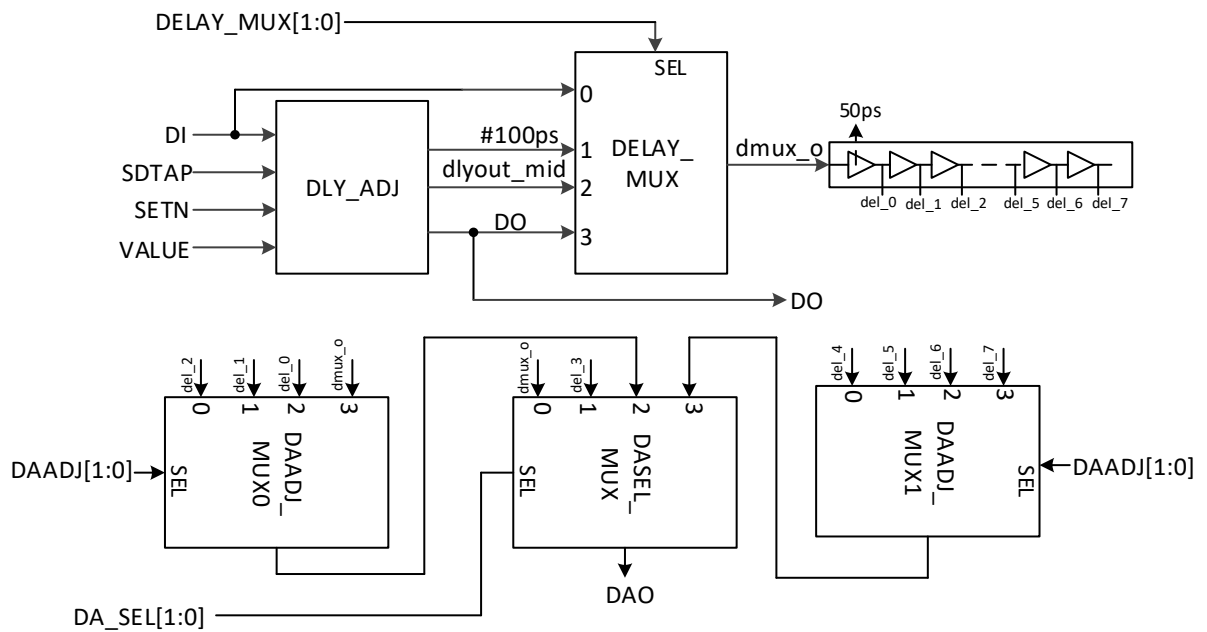 DELAY_MUX[1:0]
SEL
0
DI
50ps
#100ps
1
DELAY_
MUX
dmux_o
SDTAP
DLY_ADJ
dlyout_mid
2
SETN
del_0
del_1
del_2
del_5
del_6
del_7
DO
3
VALUE
DO
del_2
del_1
del_0
dmux_o
0
1
2
3
DAADJ_
MUX0
SEL
DAADJ[1:0]
dmux_o
del_3
0
1
2
3
DASEL_
MUX
SEL
del_4
del_5
del_6
del_7
0
1
2
3
DAADJ_
MUX1
SEL
DAADJ[1:0]
DAO
DA_SEL[1:0]